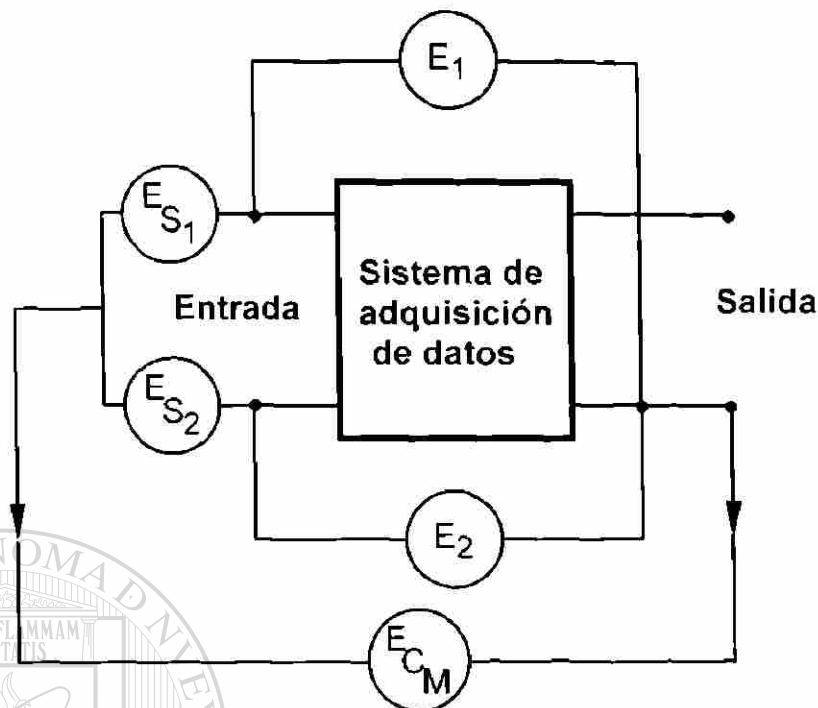 E1
ES1
Entrada
Sistema de
adquisición
de datos
Salida
ES2
E2
ECM